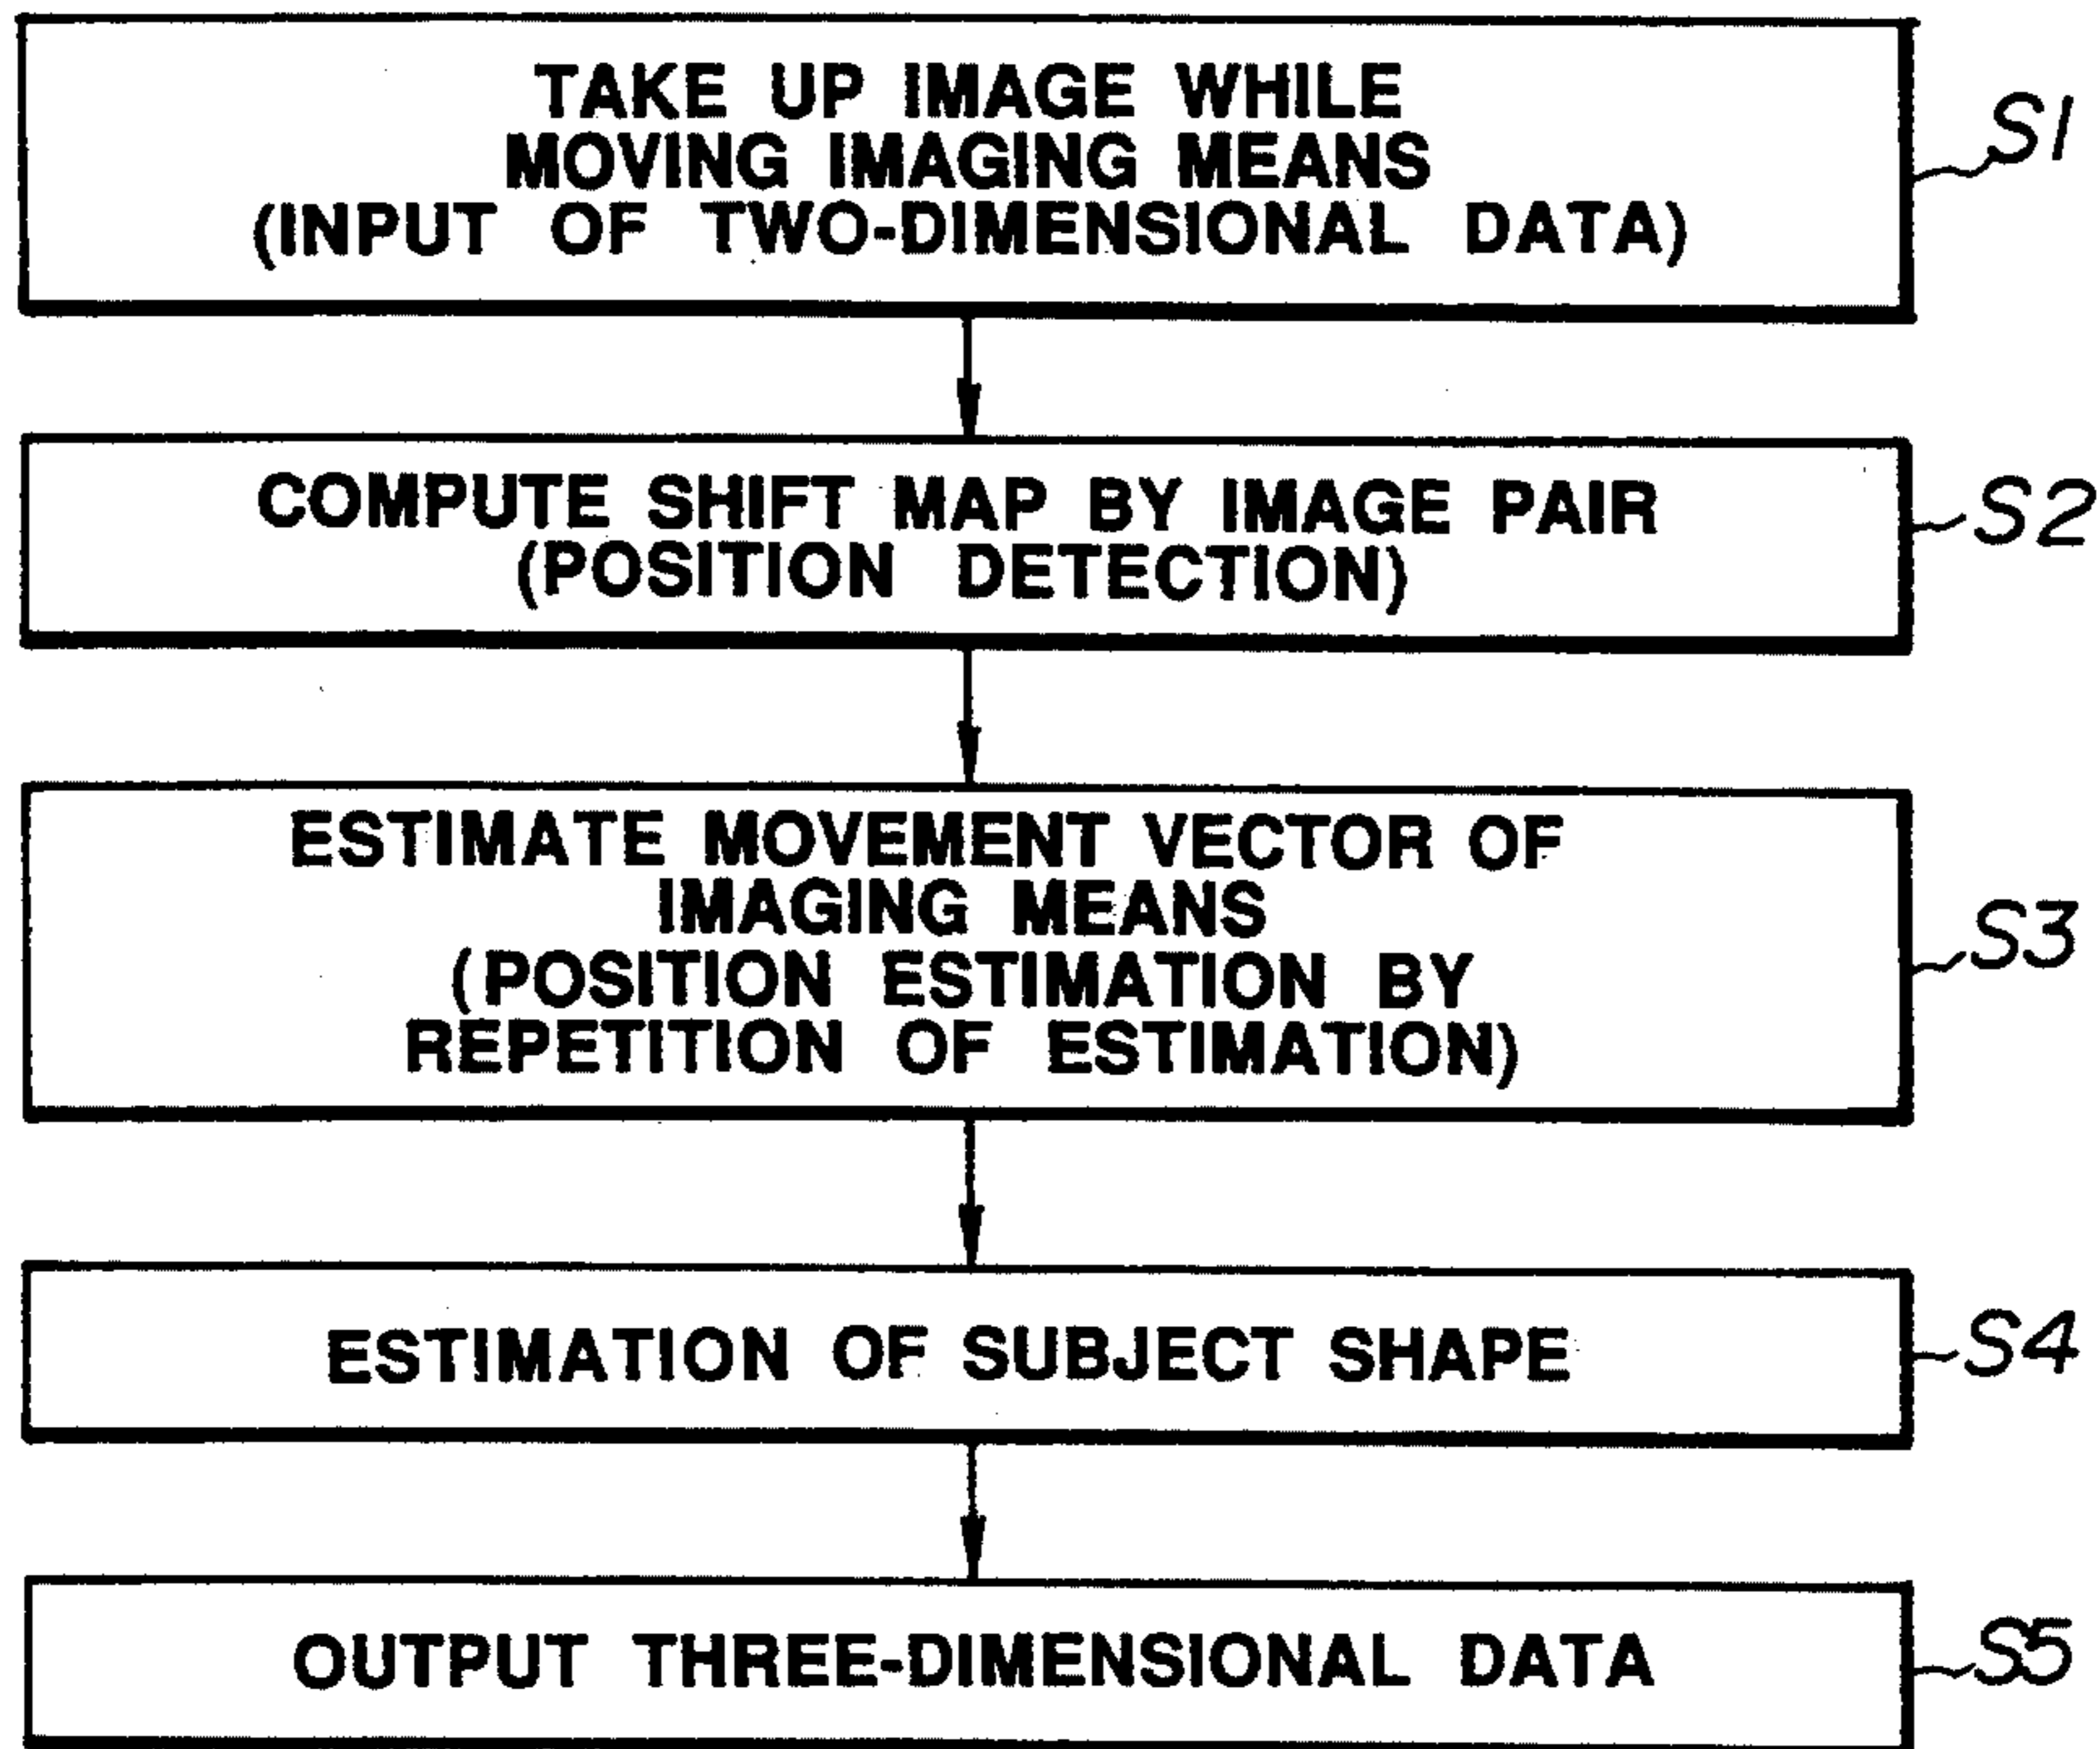 TAKE UP IMAGE WHILE
MOVING IMAGING MEANS
(INPUT OF TWO-DIMENSIONAL DATA)
S1
COMPUTE SHIFT MAP BY IMAGE PAIR
(POSITION DETECTION)
S2
ESTIMATE MOVEMENT VECTOR OF
IMAGING MEANS
(POSITION ESTIMATION BY
REPETITION OF ESTIMATION)
S3
ESTIMATION OF SUBJECT SHAPE
S4
OUTPUT THREE-DIMENSIONAL DATA
S5